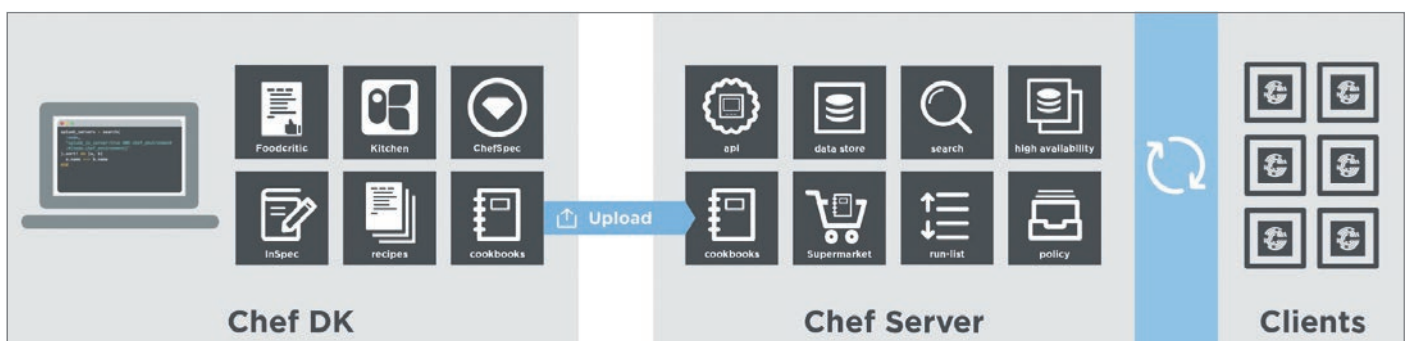 Foodcritic
Kitchen
ChefSpec
InSpec
recipes
cookbooks
Upload
api
data store
search
high availability
cookbooks
Supermarket
run-list
policy
Chef DK
Chef Server
Clients